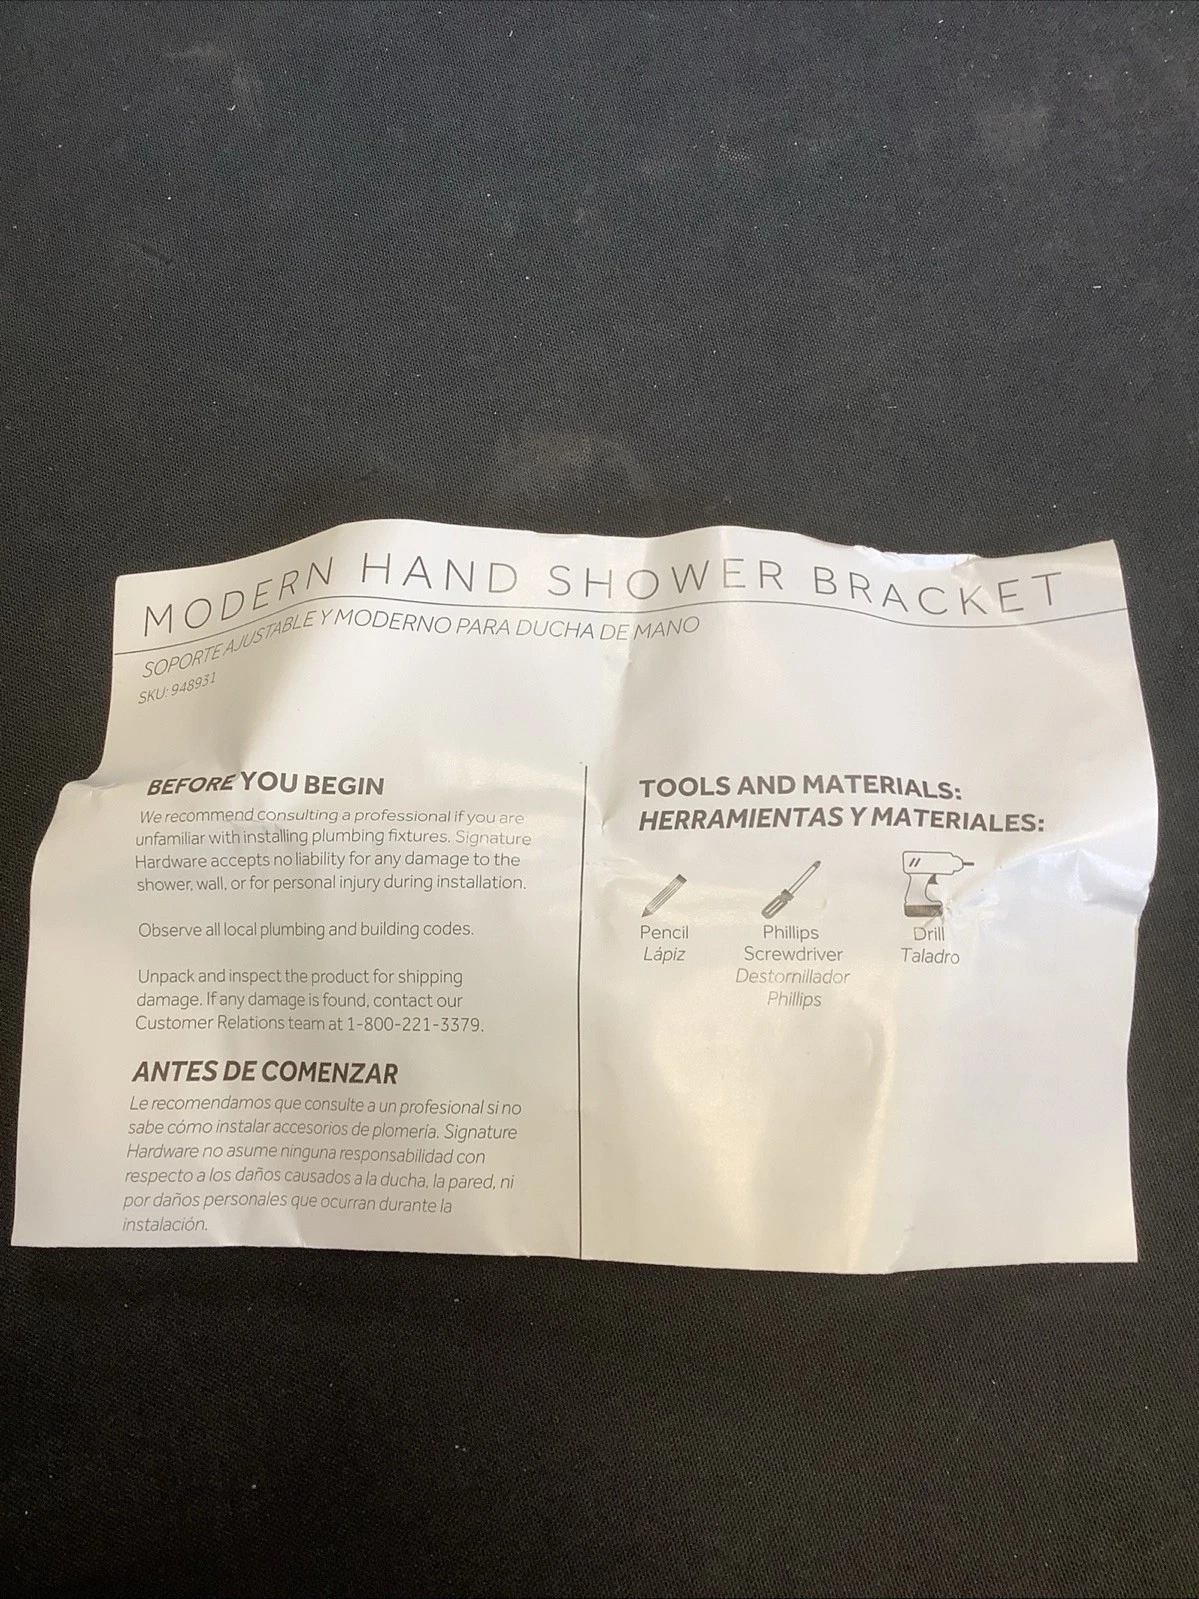 MODERN HAND SHOWER BRACKET
SOPORTE AJUSTABLE Y MODERNO PARA DUCHA DE MANO
SKU: 948931
BEFORE YOU BEGIN
We recommend consulting a professional if you are
unfamiliar with installing plumbing fixtures. Signature
Hardware accepts no liability for any damage to the
shower, wall, or for personal injury during installation.
Observe all local plumbing and building codes.
Unpack and inspect the product for shipping
damage. If any damage is found, contact our
Customer Relations team at 1-800-221-3379.
ANTES DE COMENZAR
Le recomendamos que consulte a un profesional si no
sabe cómo instalar accesorios de plomería. Signature
Hardware no asume ninguna responsabilidad con
respecto a los daños causados a la ducha, la pared, ni
por daños personales que ocurran durante la
instalación.
TOOLS AND MATERIALS:
HERRAMIENTAS Y MATERIALES:
Pencil
Lápiz
Phillips
Screwdriver
Destornillador
Phillips
Drill
Taladro